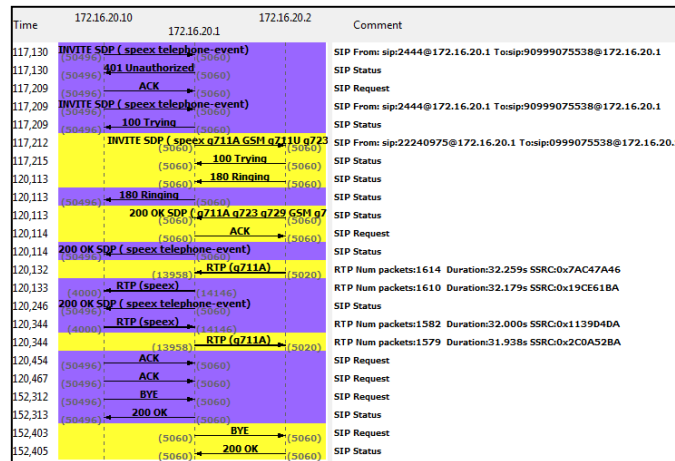 172.16.20.10 172.16.20.2
Time 172.16.20.1 Comment
117,130 INVITE SDP ( speex telephone-event) (50496) (5060) SIP From: sip:2444@172.16.20.1 To:sip:90999075538@172.16.20.1
117,130 401 Unauthorized (50496) (5060) SIP Status
117,209 ACK (50496) (5060) SIP Request
117,209 INVITE SDP ( speex telephone-event) (50496) (5060) SIP From: sip:2444@172.16.20.1 To:sip:90999075538@172.16.20.1
117,209 100 Trying (50496) (5060) SIP Status
117,212 INVITE SDP ( speex g711A GSM g711U g723 (5060) (5060) SIP From: sip:22240975@172.16.20.1 To:sip:0999075538@172.16.20.
117,215 100 Trying (5060) (5060) SIP Status
120,113 180 Ringing (5060) (5060) SIP Status
120,113 180 Ringing (50496) (5060) SIP Status
120,113 200 OK SDP ( g711A g723 g729 GSM g7 (5060) (5060) SIP Status
120,114 ACK (5060) (5060) SIP Request
120,114 200 OK SDP ( speex telephone-event) (50496) (5060) SIP Status
120,132 RTP (g711A) (13958) (5020) RTP Num packets:1614 Duration:32.259s SSRC:0x7AC47A46
120,133 RTP (speex) (4000) (14146) RTP Num packets:1610 Duration:32.179s SSRC:0x19CE61BA
120,246 200 OK SDP ( speex telephone-event) (50496) (5060) SIP Status
120,344 RTP (speex) (4000) (14146) RTP Num packets:1582 Duration:32.000s SSRC:0x1139D4DA
120,344 RTP (g711A) (13958) (5020) RTP Num packets:1579 Duration:31.938s SSRC:0x2C0A52BA
120,454 ACK (50496) (5060) SIP Request
120,467 ACK (50496) (5060) SIP Request
152,312 BYE (50496) (5060) SIP Request
152,313 200 OK (50496) (5060) SIP Status
152,403 BYE (5060) (5060) SIP Request
152,405 200 OK (5060) (5060) SIP Status